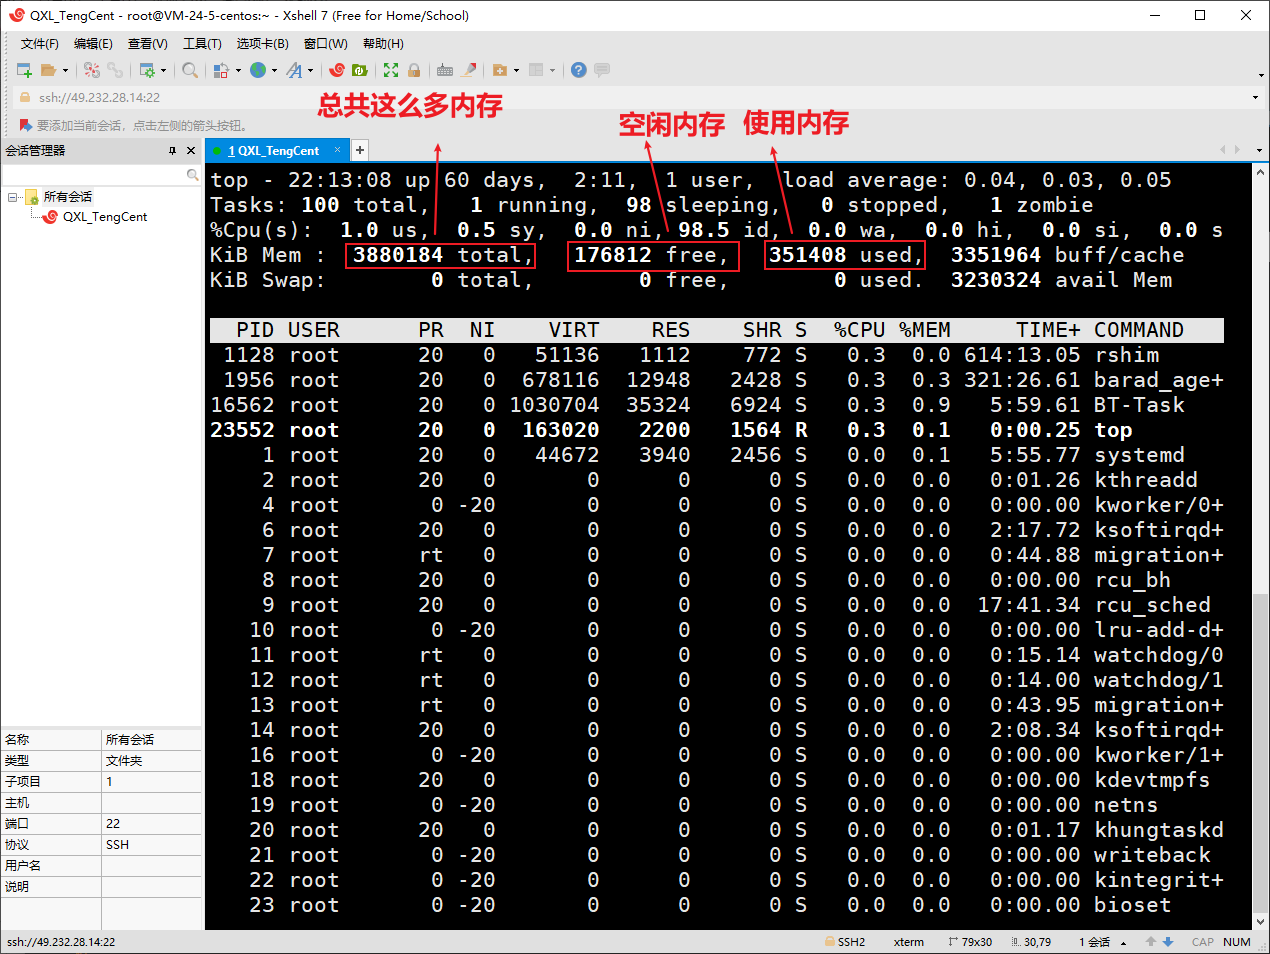 QXL_TengCent - root@VM-24-5-centos:~ - Xshell 7 (Free for Home/School)
文件(F) 编辑(E) 查看(V) 工具(T) 选项卡(B) 窗口(W) 帮助(H)
ssh://49.232.28.14:22
总共这么多内存
空闲内存
使用内存
要添加当前会话，点击左侧的箭头按钮。
会话管理器
1 QXL_TengCent
所有会话
QXL_TengCent
top - 22:13:08 up 60 days, 2:11, 1 user, load average: 0.04, 0.03, 0.05
Tasks: 100 total, 1 running, 98 sleeping, 0 stopped, 1 zombie
%Cpu(s): 1.0 us, 0.5 sy, 0.0 ni, 98.5 id, 0.0 wa, 0.0 hi, 0.0 si, 0.0 s
KiB Mem : 3880184 total, 176812 free, 351408 used, 3351964 buff/cache
KiB Swap: 0 total, 0 free, 0 used. 3230324 avail Mem
PID USER PR NI VIRT RES SHR S %CPU %MEM TIME+ COMMAND
1128 root 20 0 51136 1112 772 S 0.3 0.0 614:13.05 rshim
1956 root 20 0 678116 12948 2428 S 0.3 0.3 321:26.61 barad_age+
16562 root 20 0 1030704 35324 6924 S 0.3 0.9 5:59.61 BT-Task
23552 root 20 0 163020 2200 1564 R 0.3 0.1 0:00.25 top
1 root 20 0 44672 3940 2456 S 0.0 0.1 5:55.77 systemd
2 root 20 0 0 0 0 S 0.0 0.0 0:01.26 kthreadd
4 root 0 -20 0 0 0 S 0.0 0.0 0:00.00 kworker/0+
6 root 20 0 0 0 0 S 0.0 0.0 2:17.72 ksoftirqd+
7 root rt 0 0 0 0 S 0.0 0.0 0:44.88 migration+
8 root 20 0 0 0 0 S 0.0 0.0 0:00.00 rcu_bh
9 root 20 0 0 0 0 S 0.0 0.0 17:41.34 rcu_sched
10 root 0 -20 0 0 0 S 0.0 0.0 0:00.00 lru-add-d+
11 root rt 0 0 0 0 S 0.0 0.0 0:15.14 watchdog/0
12 root rt 0 0 0 0 S 0.0 0.0 0:14.00 watchdog/1
13 root rt 0 0 0 0 S 0.0 0.0 0:43.95 migration+
14 root 20 0 0 0 0 S 0.0 0.0 2:08.34 ksoftirqd+
16 root 0 -20 0 0 0 S 0.0 0.0 0:00.00 kworker/1+
18 root 20 0 0 0 0 S 0.0 0.0 0:00.00 kdevtmpfs
19 root 0 -20 0 0 0 S 0.0 0.0 0:00.00 netns
20 root 20 0 0 0 0 S 0.0 0.0 0:01.17 khungtaskd
21 root 0 -20 0 0 0 S 0.0 0.0 0:00.00 writeback
22 root 0 -20 0 0 0 S 0.0 0.0 0:00.00 kintegrit+
23 root 0 -20 0 0 0 S 0.0 0.0 0:00.00 bioset
名称 所有会话
类型 文件夹
子项目 1
主机
端口 22
协议 SSH
用户名
说明
ssh://49.232.28.14:22 SSH2 xterm 79x30 30,79 1 会话 CAP NUM